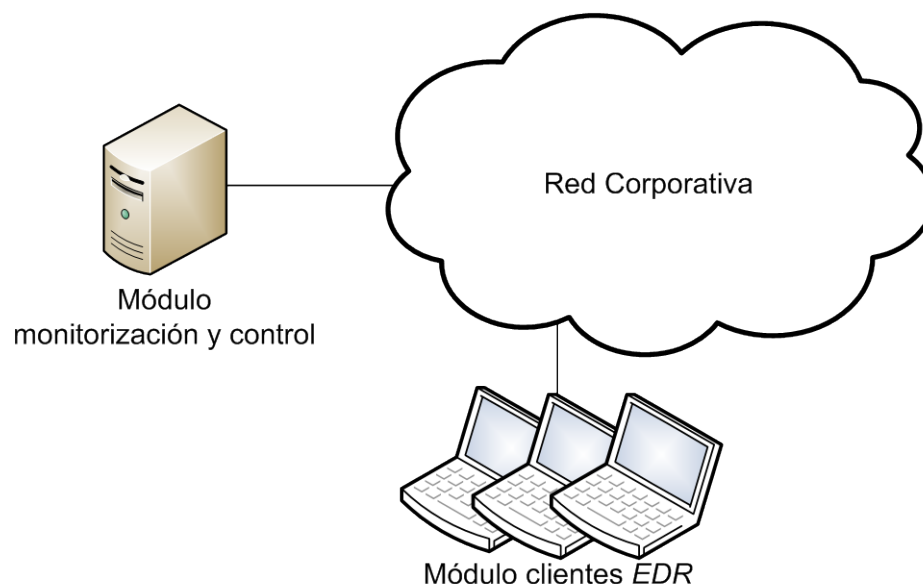 Red Corporativa
Módulo
monitorización y control
Módulo clientes EDR